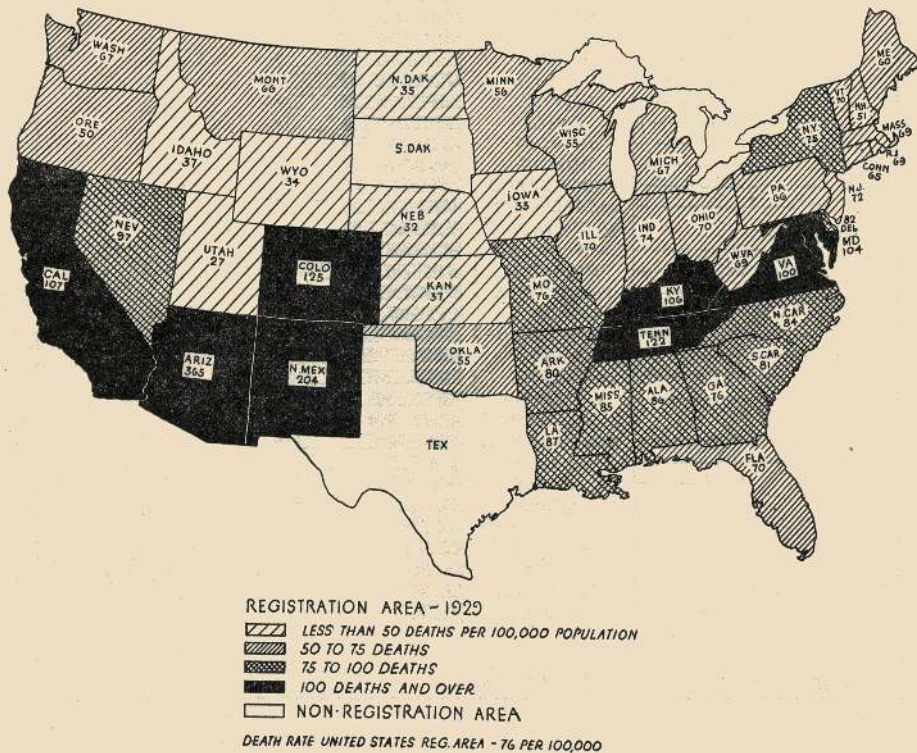 WASH
67
ORE
50
CAL
107
NEV
97
IDAHO
37
MONT
66
WYO
34
UTAH
27
COLO
125
ARIZ
365
N.MEX
204
N.DAK
35
S.DAK
NEB
32
KAN
37
OKLA
55
TEX
MINN
56
IOWA
33
MO
76
ARK
80
LA
87
WISC
55
ILL
70
MICH
67
IND
74
OHIO
70
KY
106
TENN
122
MISS
85
ALA
86
GA
76
FLA
70
S.CAR
81
N.CAR
84
VA
100
W.VA
69
PA
66
NY
75
VT
70
N.H.
51
ME
60
MASS
69
R.I.
69
CONN
65
N.J.
72
82
DEL
MD
104
REGISTRATION AREA - 1929
LESS THAN 50 DEATHS PER 100,000 POPULATION
50 TO 75 DEATHS
75 TO 100 DEATHS
100 DEATHS AND OVER
NON-REGISTRATION AREA
DEATH RATE UNITED STATES REG. AREA - 76 PER 100,000